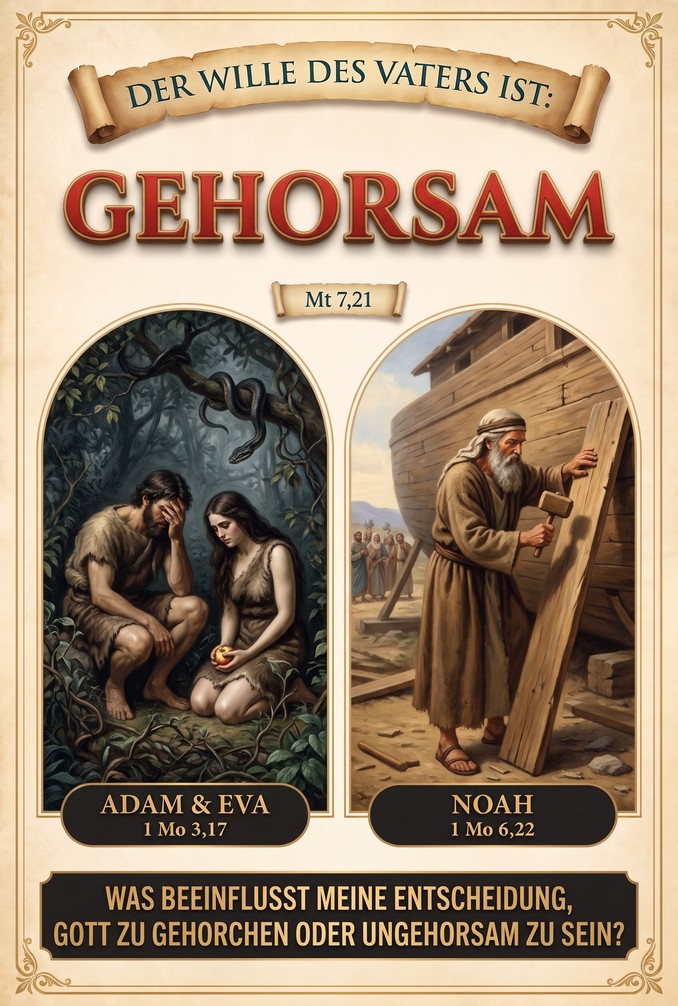 DER WILLE DES VATERS IST:
GEHORSAM
Mt 7,21
ADAM & EVA
1 Mo 3,17
NOAH
1 Mo 6,22
WAS BEEINFLUSST MEINE ENTSCHEIDUNG,
GOTT ZU GEHORCHEN ODER UNGEHORSAM ZU SEIN?